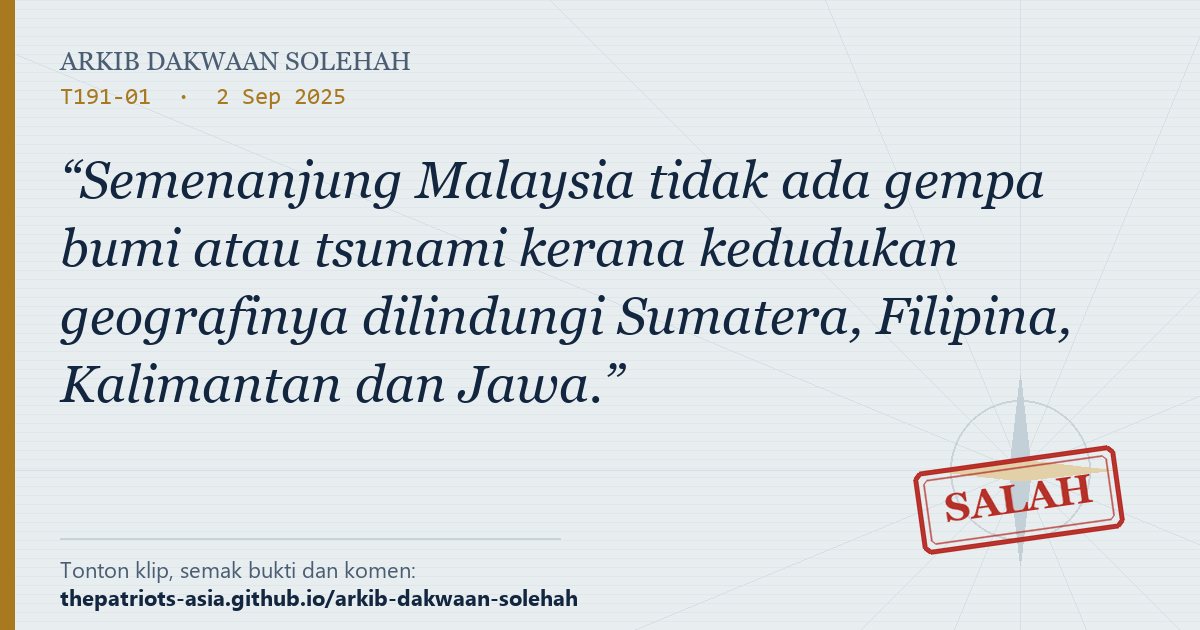 ARKIB DAKWAAN SOLEHAH
T191-01 · 2 Sep 2025
“Semenanjung Malaysia tidak ada gempa
bumi atau tsunami kerana kedudukan
geografinya dilindungi Sumatera, Filipina,
Kalimantan dan Jawa.”
SALAH
Tonton klip, semak bukti dan komen:
thepatriots-asia.github.io/arkib-dakwaan-solehah